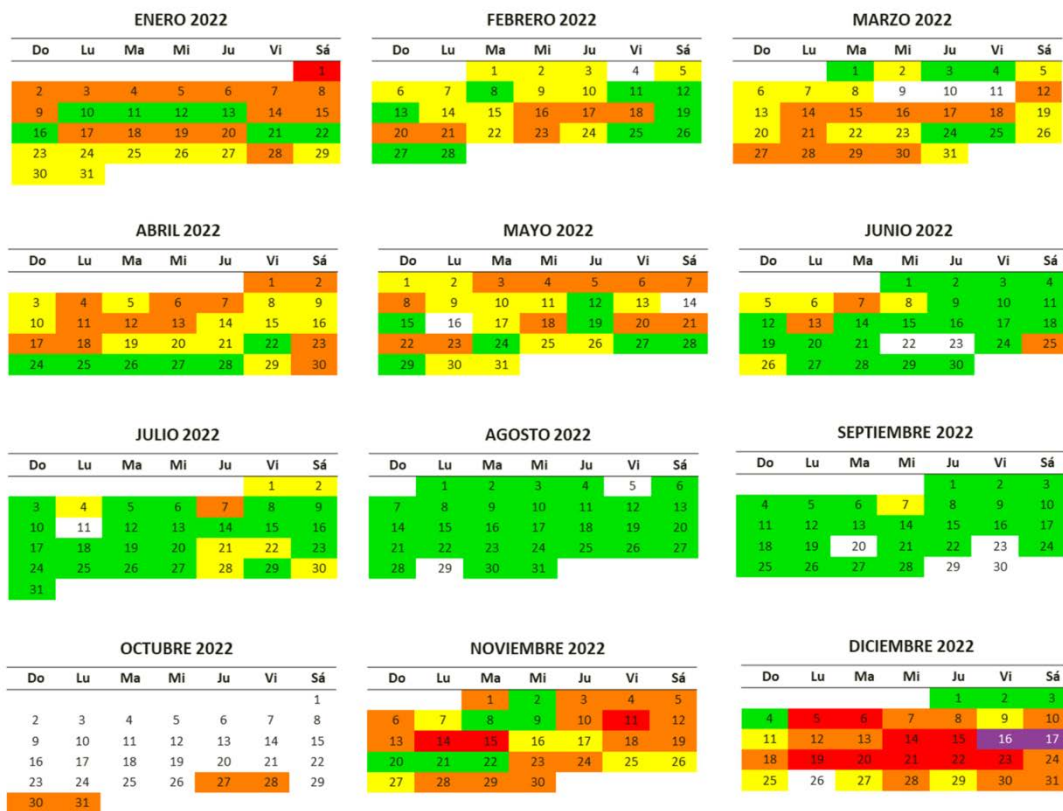 ENERO 2022
Do Lu Ma Mi Ju Vi Sá
1
2 3 4 5 6 7 8
9 10 11 12 13 14 15
16 17 18 19 20 21 22
23 24 25 26 27 28 29
30 31
FEBRERO 2022
Do Lu Ma Mi Ju Vi Sá
1 2 3 4 5
6 7 8 9 10 11 12
13 14 15 16 17 18 19
20 21 22 23 24 25 26
27 28
MARZO 2022
Do Lu Ma Mi Ju Vi Sá
1 2 3 4 5
6 7 8 9 10 11 12
13 14 15 16 17 18 19
20 21 22 23 24 25 26
27 28 29 30 31
ABRIL 2022
Do Lu Ma Mi Ju Vi Sá
1 2
3 4 5 6 7 8 9
10 11 12 13 14 15 16
17 18 19 20 21 22 23
24 25 26 27 28 29 30
MAYO 2022
Do Lu Ma Mi Ju Vi Sá
1 2 3 4 5 6 7
8 9 10 11 12 13 14
15 16 17 18 19 20 21
22 23 24 25 26 27 28
29 30 31
JUNIO 2022
Do Lu Ma Mi Ju Vi Sá
1 2 3 4
5 6 7 8 9 10 11
12 13 14 15 16 17 18
19 20 21 22 23 24 25
26 27 28 29 30
JULIO 2022
Do Lu Ma Mi Ju Vi Sá
1 2
3 4 5 6 7 8 9
10 11 12 13 14 15 16
17 18 19 20 21 22 23
24 25 26 27 28 29 30
31
AGOSTO 2022
Do Lu Ma Mi Ju Vi Sá
1 2 3 4 5 6
7 8 9 10 11 12 13
14 15 16 17 18 19 20
21 22 23 24 25 26 27
28 29 30 31
SEPTIEMBRE 2022
Do Lu Ma Mi Ju Vi Sá
1 2 3
4 5 6 7 8 9 10
11 12 13 14 15 16 17
18 19 20 21 22 23 24
25 26 27 28 29 30
OCTUBRE 2022
Do Lu Ma Mi Ju Vi Sá
1
2 3 4 5 6 7 8
9 10 11 12 13 14 15
16 17 18 19 20 21 22
23 24 25 26 27 28 29
30 31
NOVIEMBRE 2022
Do Lu Ma Mi Ju Vi Sá
1 2 3 4 5
6 7 8 9 10 11 12
13 14 15 16 17 18 19
20 21 22 23 24 25 26
27 28 29 30
DICIEMBRE 2022
Do Lu Ma Mi Ju Vi Sá
1 2 3
4 5 6 7 8 9 10
11 12 13 14 15 16 17
18 19 20 21 22 23 24
25 26 27 28 29 30 31